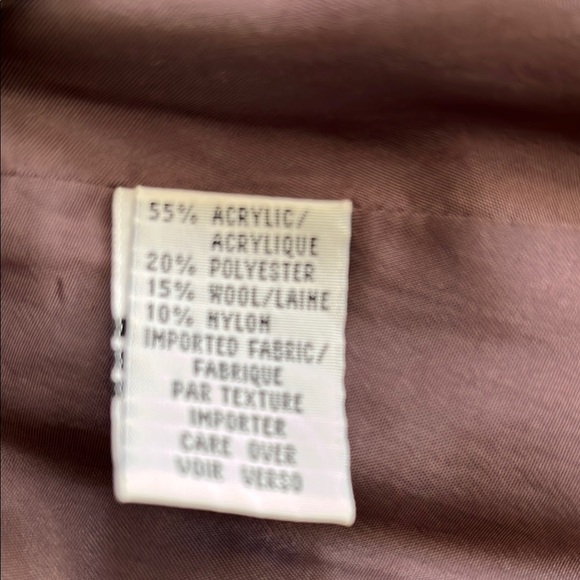 55% ACRYLIC/
ACRYLIQUE
20% POLYESTER
15% WOOL/LAINE
10% NYLON
IMPORTED FABRIC/
FABRIQUE
PAR TEXTURE
IMPORTER
CARE OVER
VOIR VERSO